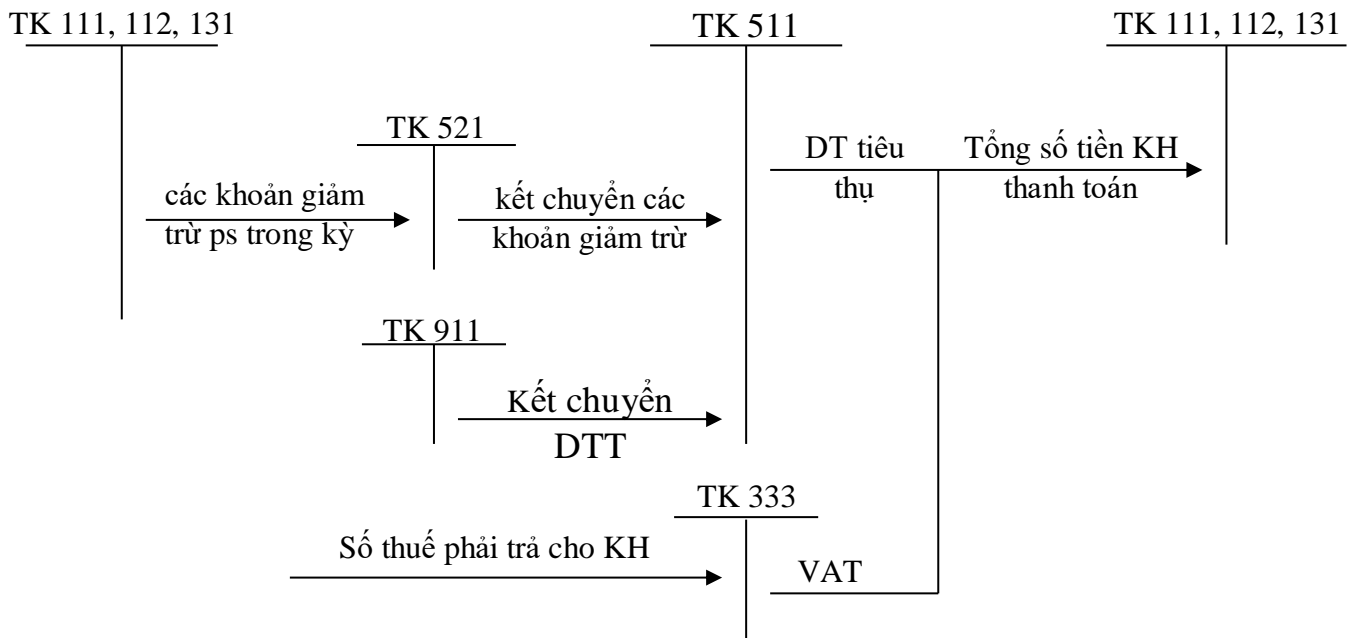 TK 111, 112, 131
TK 511
TK 111, 112, 131
TK 521
DT tiêu
thụ
Tổng số tiền KH
thanh toán
các khoản giảm
trừ ps trong kỳ
kết chuyển các
khoản giảm trừ
TK 911
Kết chuyển
DTT
TK 333
Số thuế phải trả cho KH
VAT